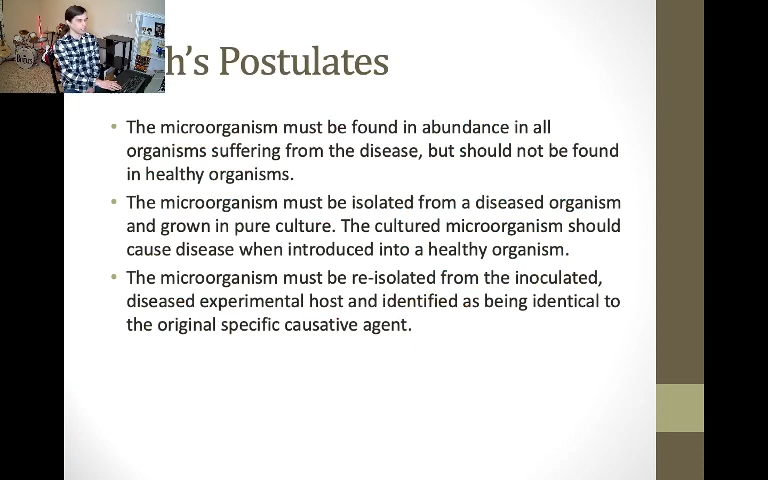 h's Postulates
• The microorganism must be found in abundance in all
organisms suffering from the disease, but should not be found
in healthy organisms.
• The microorganism must be isolated from a diseased organism
and grown in pure culture. The cultured microorganism should
cause disease when introduced into a healthy organism.
• The microorganism must be re-isolated from the inoculated,
diseased experimental host and identified as being identical to
the original specific causative agent.